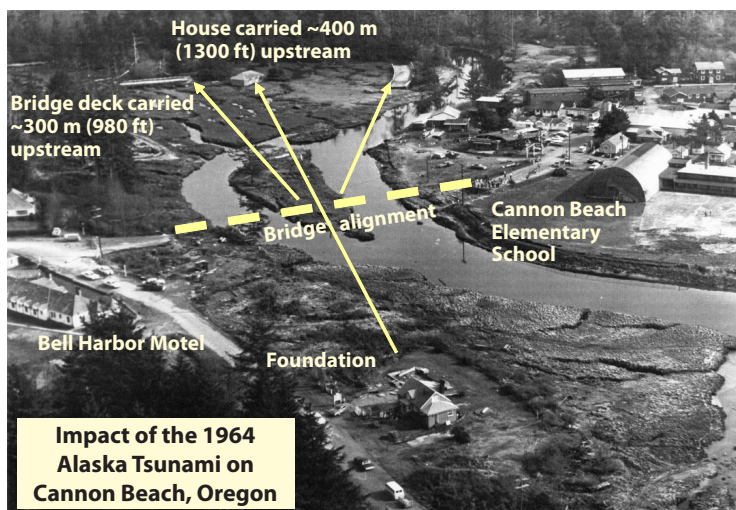 House carried ~400 m
(1300 ft) upstream
Bridge deck carried
~300 m (980 ft)
upstream
Bridge alignment
Cannon Beach
Elementary
School
Bell Harbor Motel
Foundation
Impact of the 1964
Alaska Tsunami on
Cannon Beach, Oregon